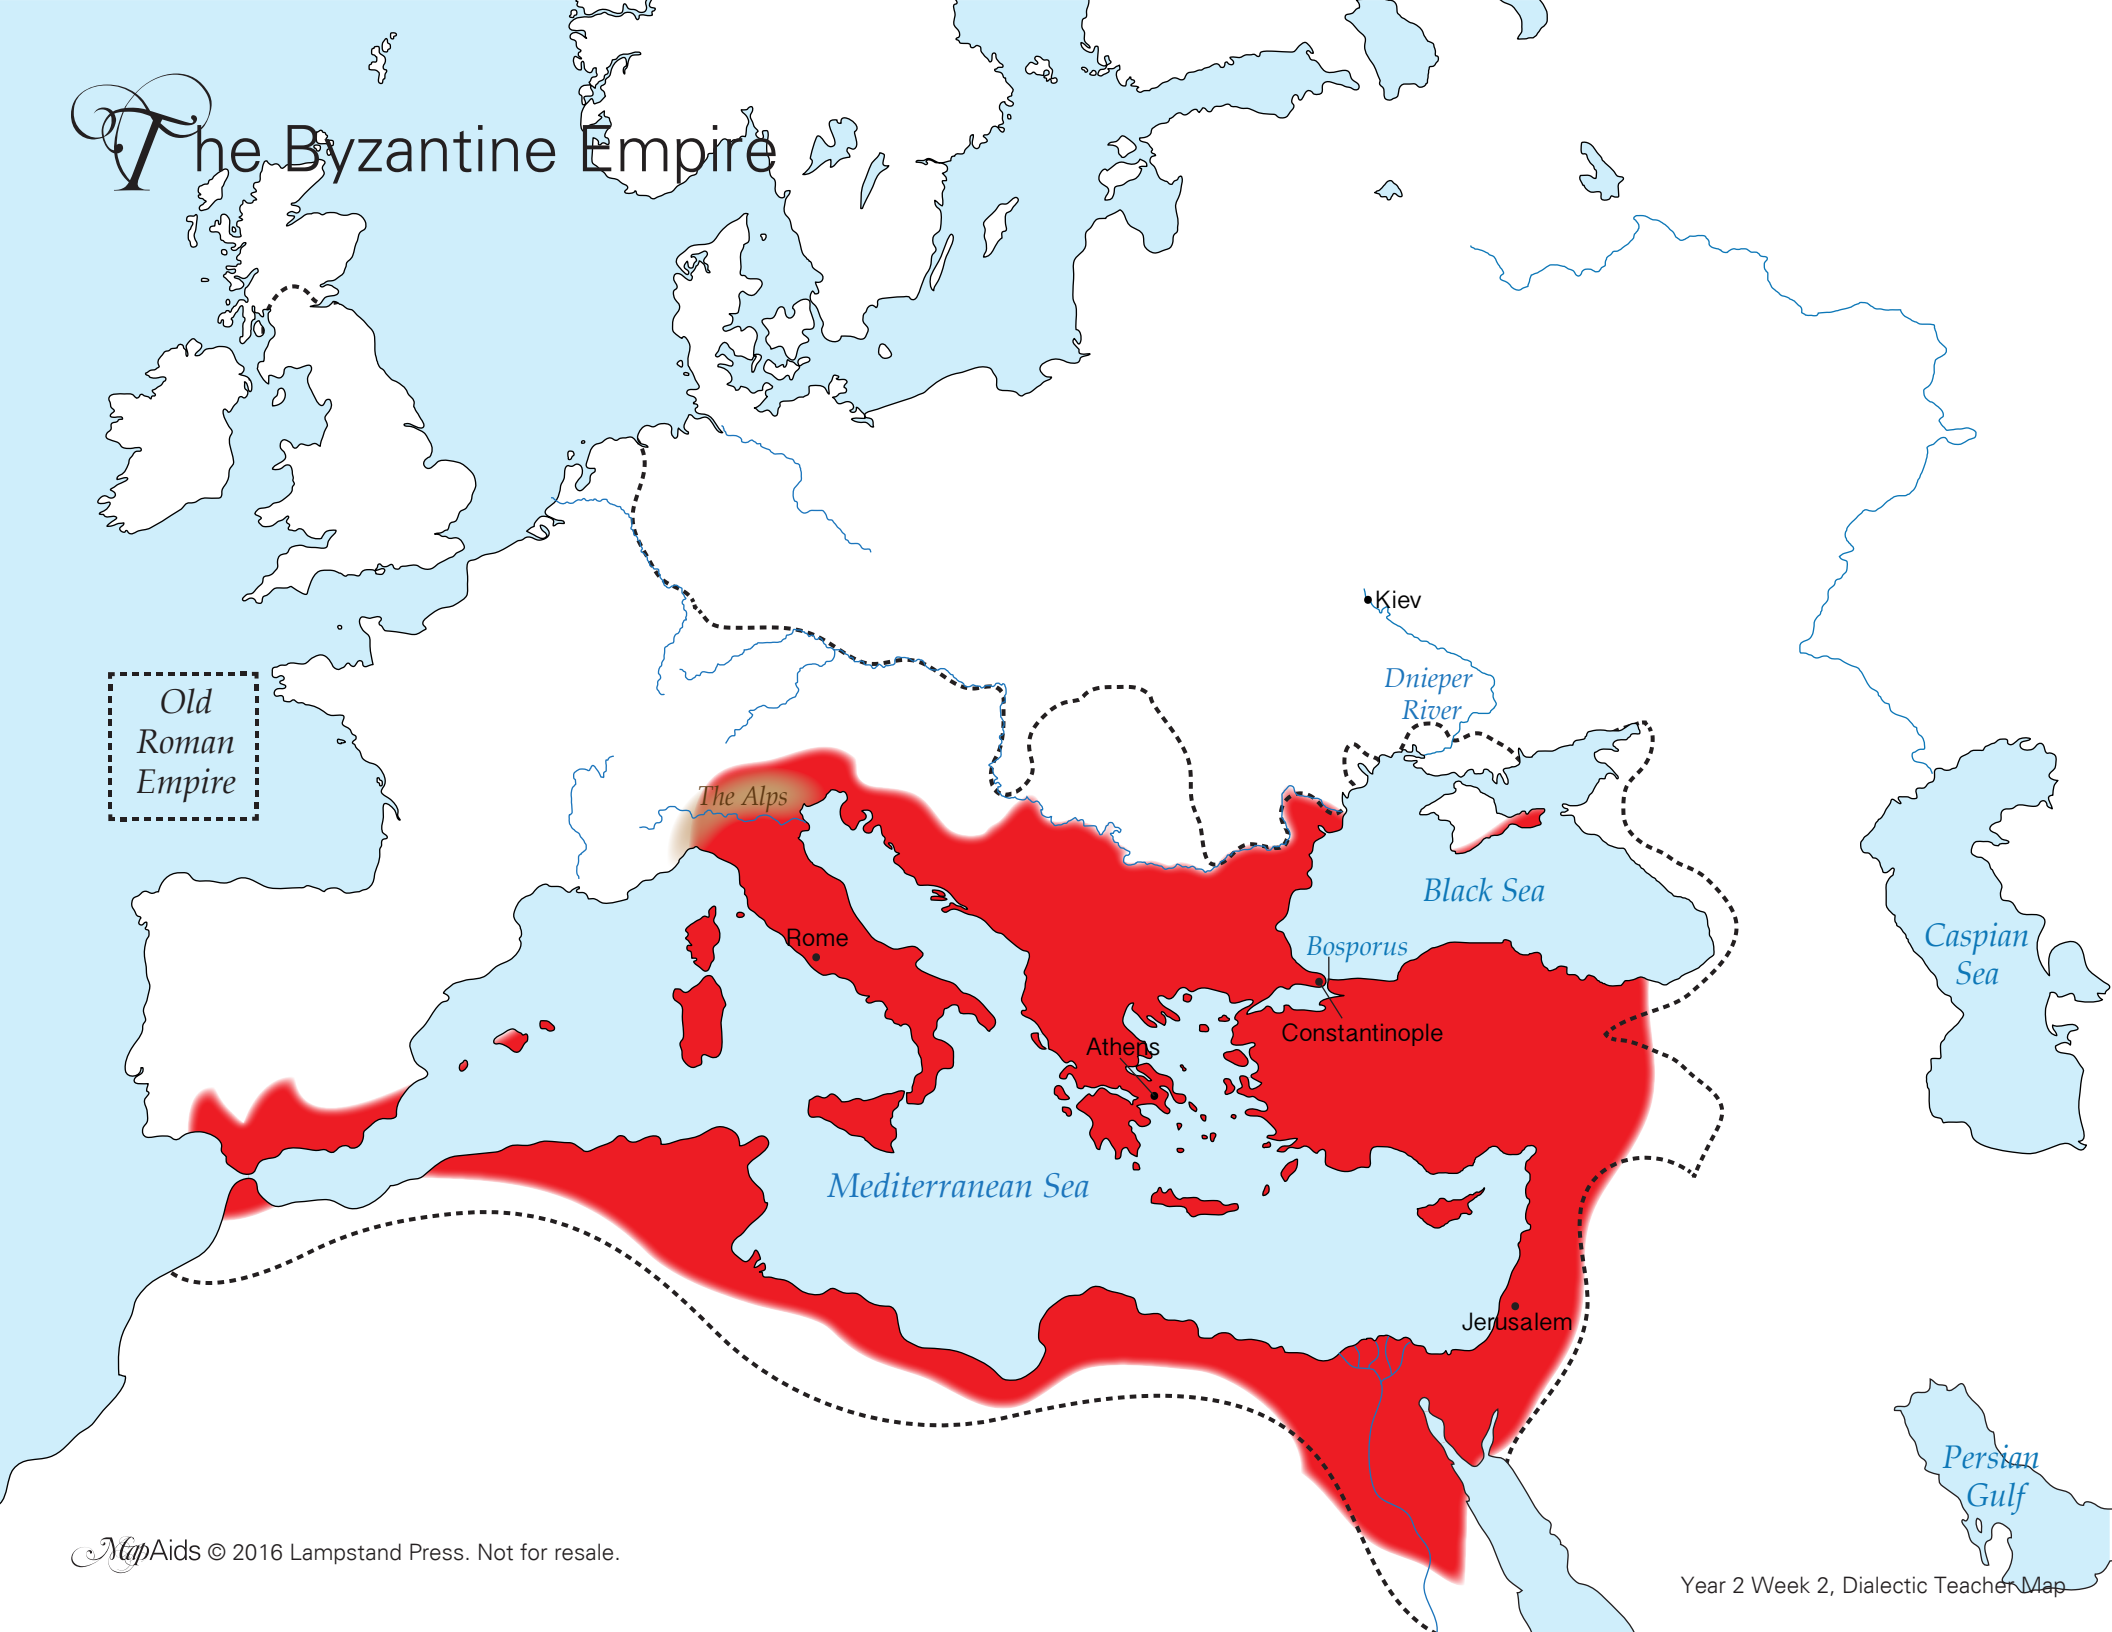 The Byzantine Empire
Kiev
Dnieper
River
Old
Roman
Empire
The Alps
Black Sea
Rome
Bosporus
Caspian
Sea
Constantinople
Athens
Mediterranean Sea
Jerusalem
Persian
Gulf
MapAids © 2016 Lampstand Press. Not for resale.
Year 2 Week 2, Dialectic Teacher Map